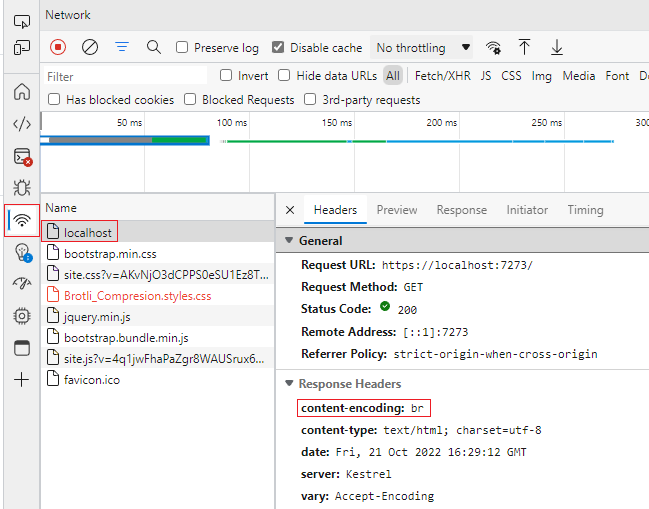 Network
Preserve log Disable cache No throttling
Filter Invert Hide data URLs All Fetch/XHR JS CSS Img Media Font
Has blocked cookies Blocked Requests 3rd-party requests
50 ms 100 ms 150 ms 200 ms 250 ms
Name
localhost
bootstrap.min.css
site.css?v=AKvNjO3dCPPS0eSU1Ez8T...
Brotli_Compresion.styles.css
jquery.min.js
bootstrap.bundle.min.js
site.js?v=4q1jwFhaPaZgr8WAUSrux6...
favicon.ico
Headers Preview Response Initiator Timing
General
Request URL: https://localhost:7273/
Request Method: GET
Status Code: 200
Remote Address: [::1]:7273
Referrer Policy: strict-origin-when-cross-origin
Response Headers
content-encoding: br
content-type: text/html; charset=utf-8
date: Fri, 21 Oct 2022 16:29:12 GMT
server: Kestrel
vary: Accept-Encoding